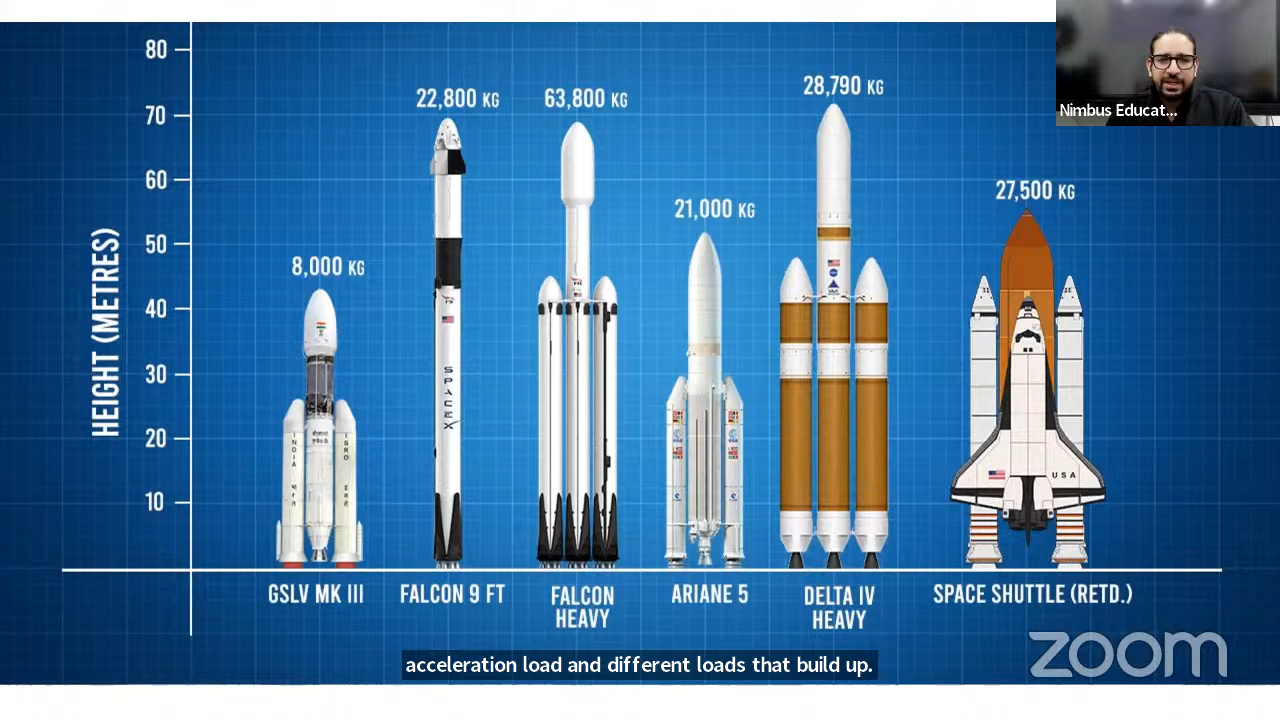 Nimbus Educat...
HEIGHT (METRES)
80
70
60
50
40
30
20
10
8,000 KG
22,800 KG
63,800 KG
21,000 KG
28,790 KG
27,500 KG
SPACEX
INDIA
भारत
ISRO
USA
GSLV MK III
FALCON 9 FT
FALCON
HEAVY
ARIANE 5
DELTA IV
HEAVY
SPACE SHUTTLE (RETD.)
acceleration load and different loads that build up.
zoom